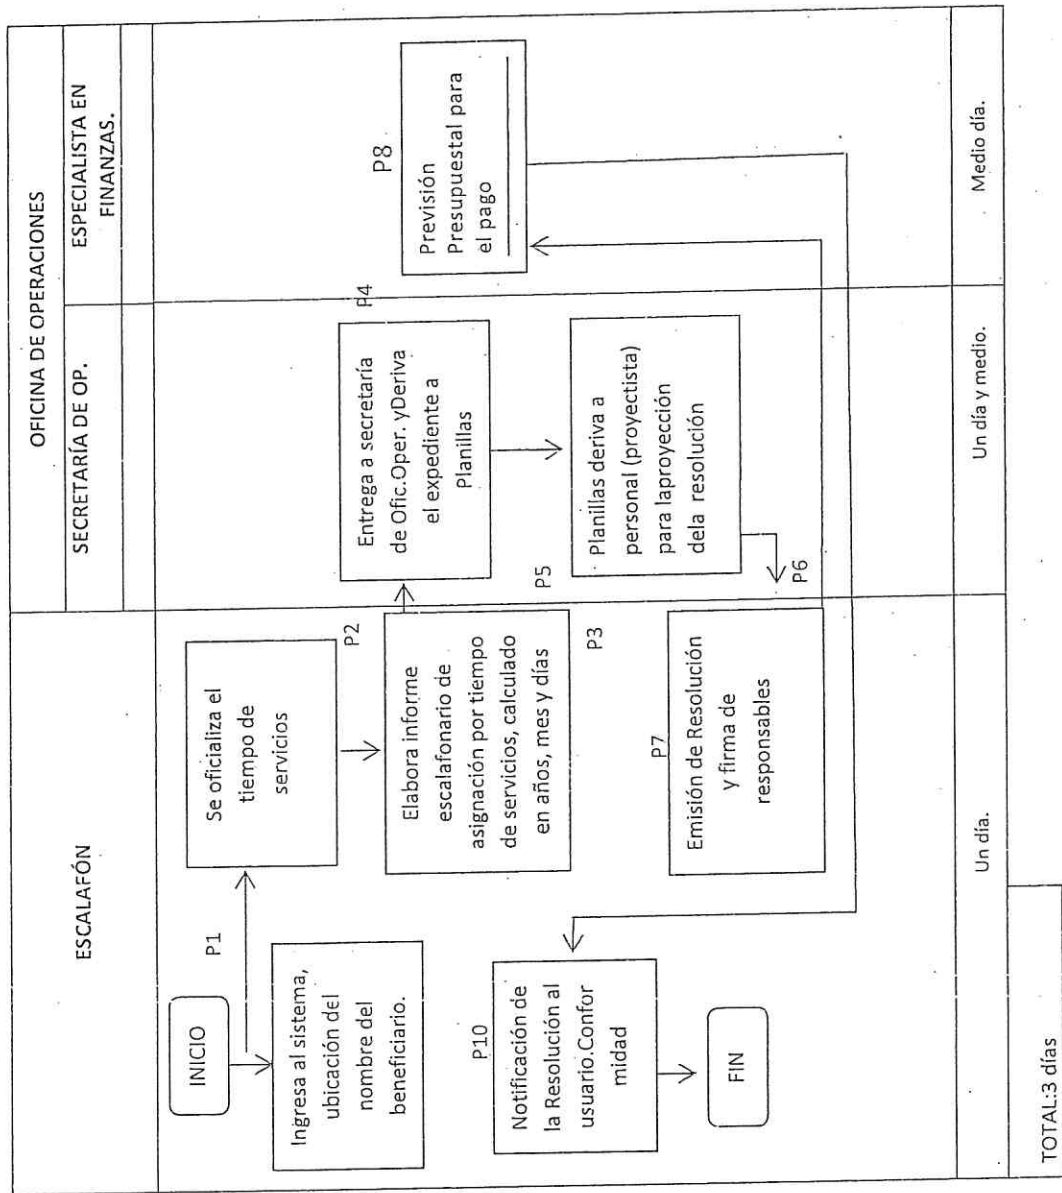 ESCALAFÓN
OFICINA DE OPERACIONES
SECRETARÍA DE OP.
ESPECIALISTA EN
FINANZAS.
INICIO
P1
Ingresa al sistema,
ubicación del
nombre del
beneficiario.
Se oficializa el
tiempo de
servicios
P2
Elabora informe
escalafonario de
asignación por tiempo
de servicios, calculado
en años, mes y días
P3
P4
Entrega a secretaría
de Ofic.Oper. yDeriva
el expediente a
Planillas
P5
Planillas deriva a
personal (proyectista)
para laproyección
dela resolución
P6
P7
Emisión de Resolución
y firma de
responsables
P8
Previsión
Presupuestal para
el pago
P10
Notificación de
la Resolución al
usuario.Confor
midad
FIN
Un día.
Un día y medio.
Medio día.
TOTAL:3 días